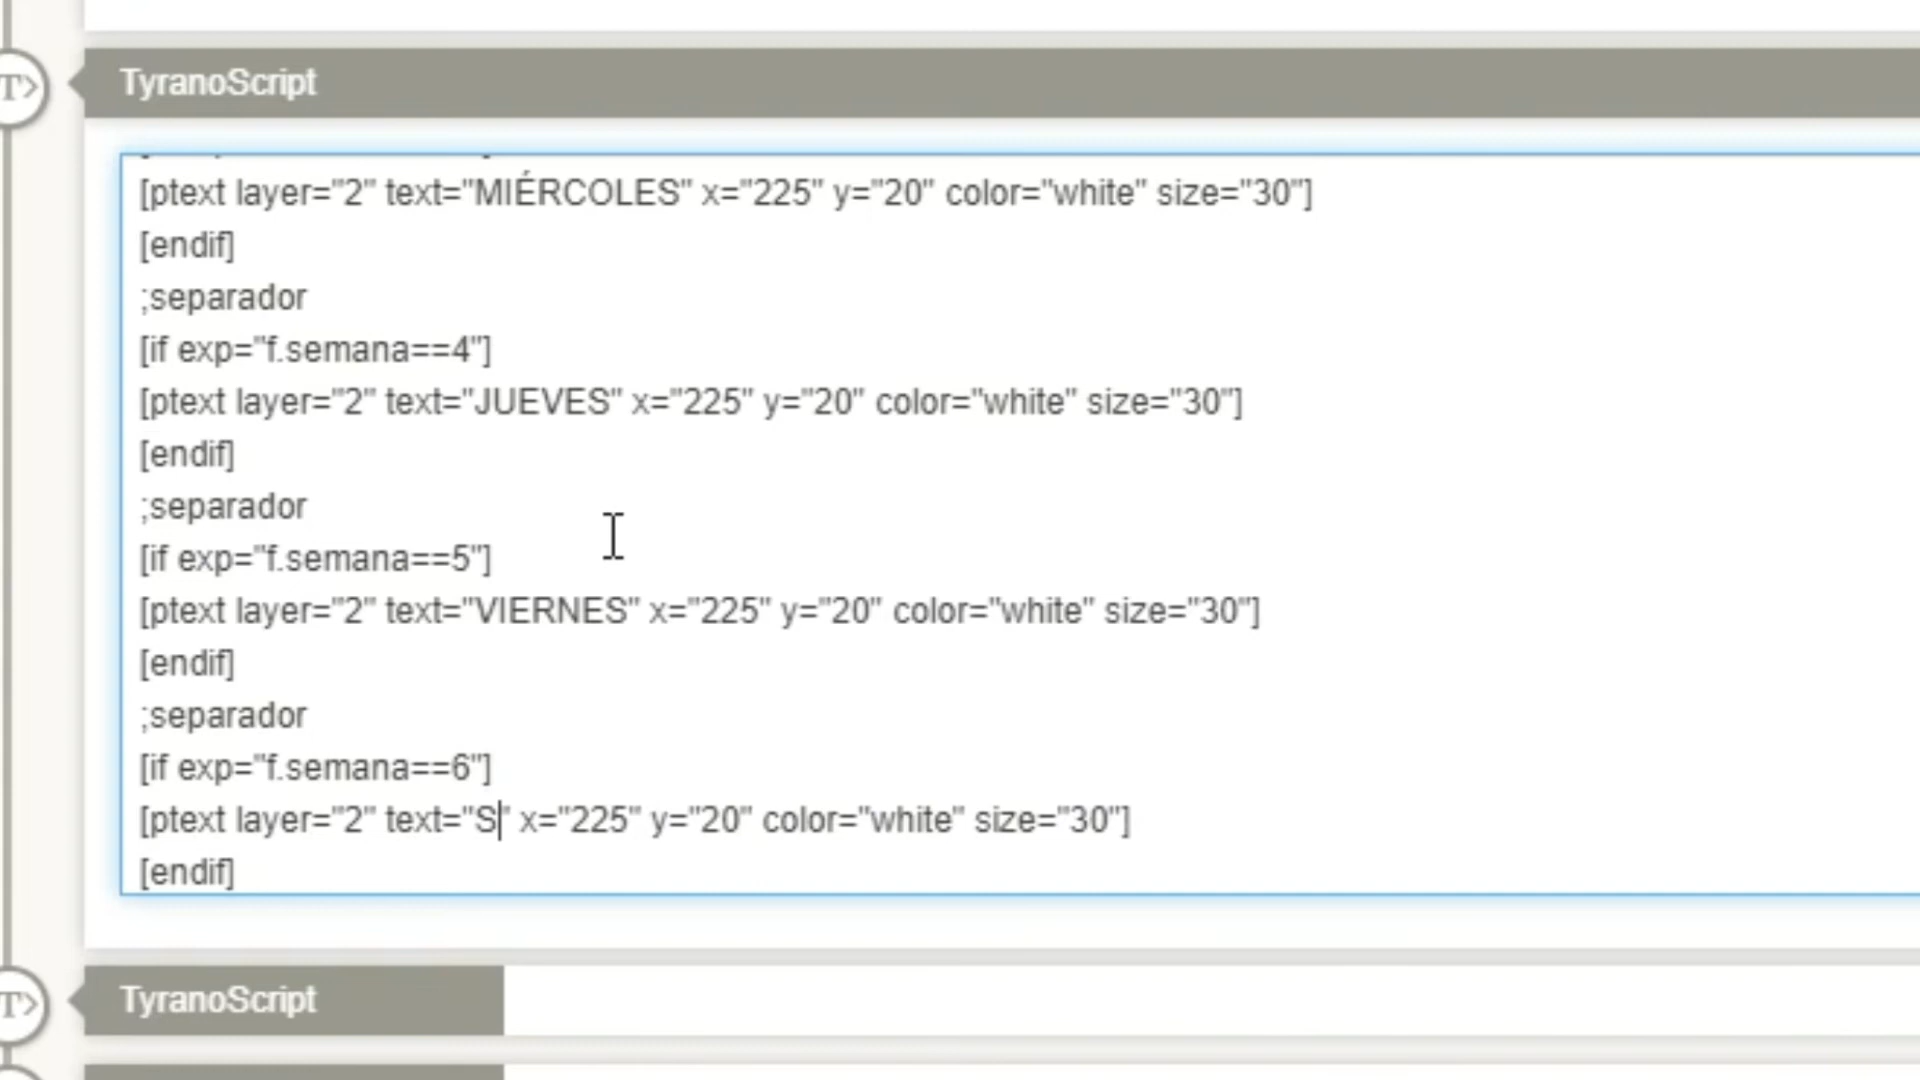 TyranoScript
[ptext layer="2" text="MIÉRCOLES" x="225" y="20" color="white" size="30"]
[endif]
;separador
[if exp="f.semana==4"]
[ptext layer="2" text="JUEVES" x="225" y="20" color="white" size="30"]
[endif]
;separador
[if exp="f.semana==5"]
[ptext layer="2" text="VIERNES" x="225" y="20" color="white" size="30"]
[endif]
;separador
[if exp="f.semana==6"]
[ptext layer="2" text="S" x="225" y="20" color="white" size="30"]
[endif]
TyranoScript